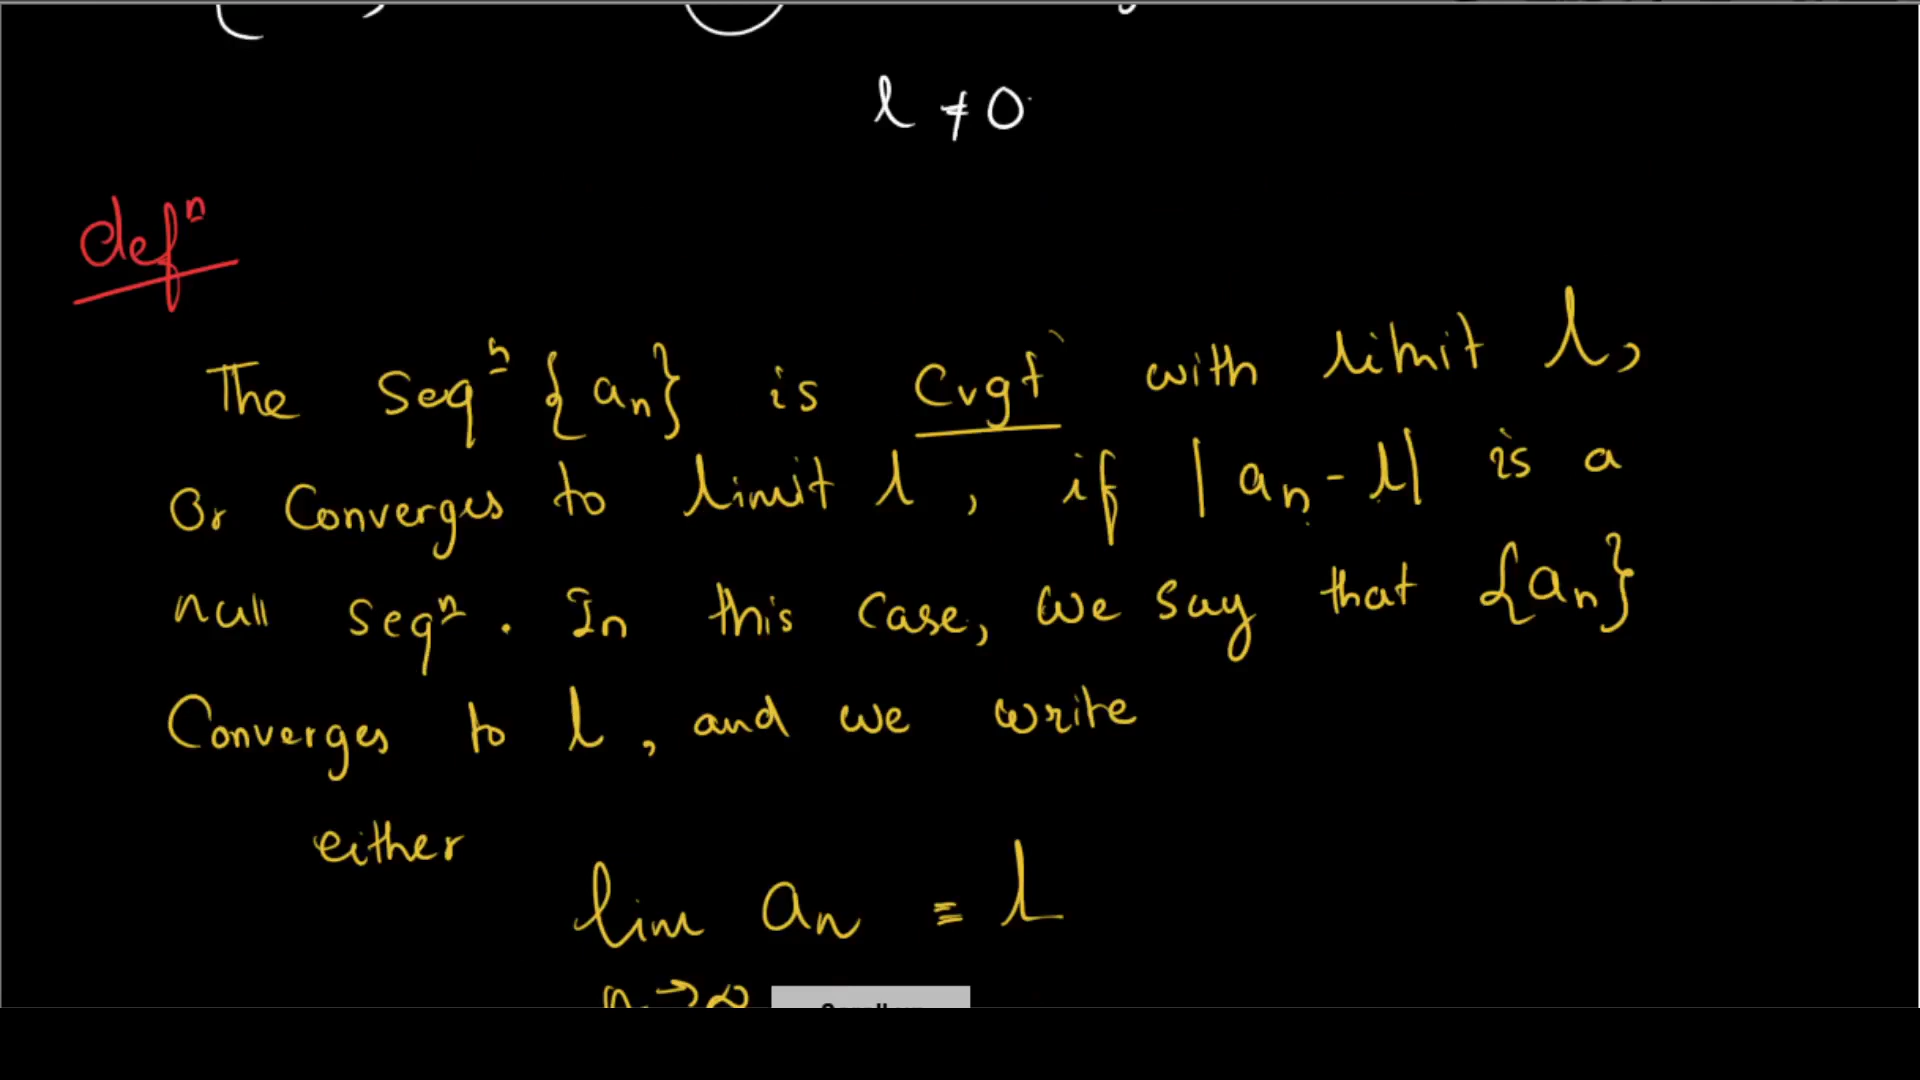 l ≠ 0
defⁿ
The Seqⁿ {aₙ} is Cvgt with limit l,
Or Converges to limit l, if |aₙ - l| is a
null seqⁿ. In this case, we say that {aₙ}
Converges to l, and we write
either
lim aₙ = l
n→∞